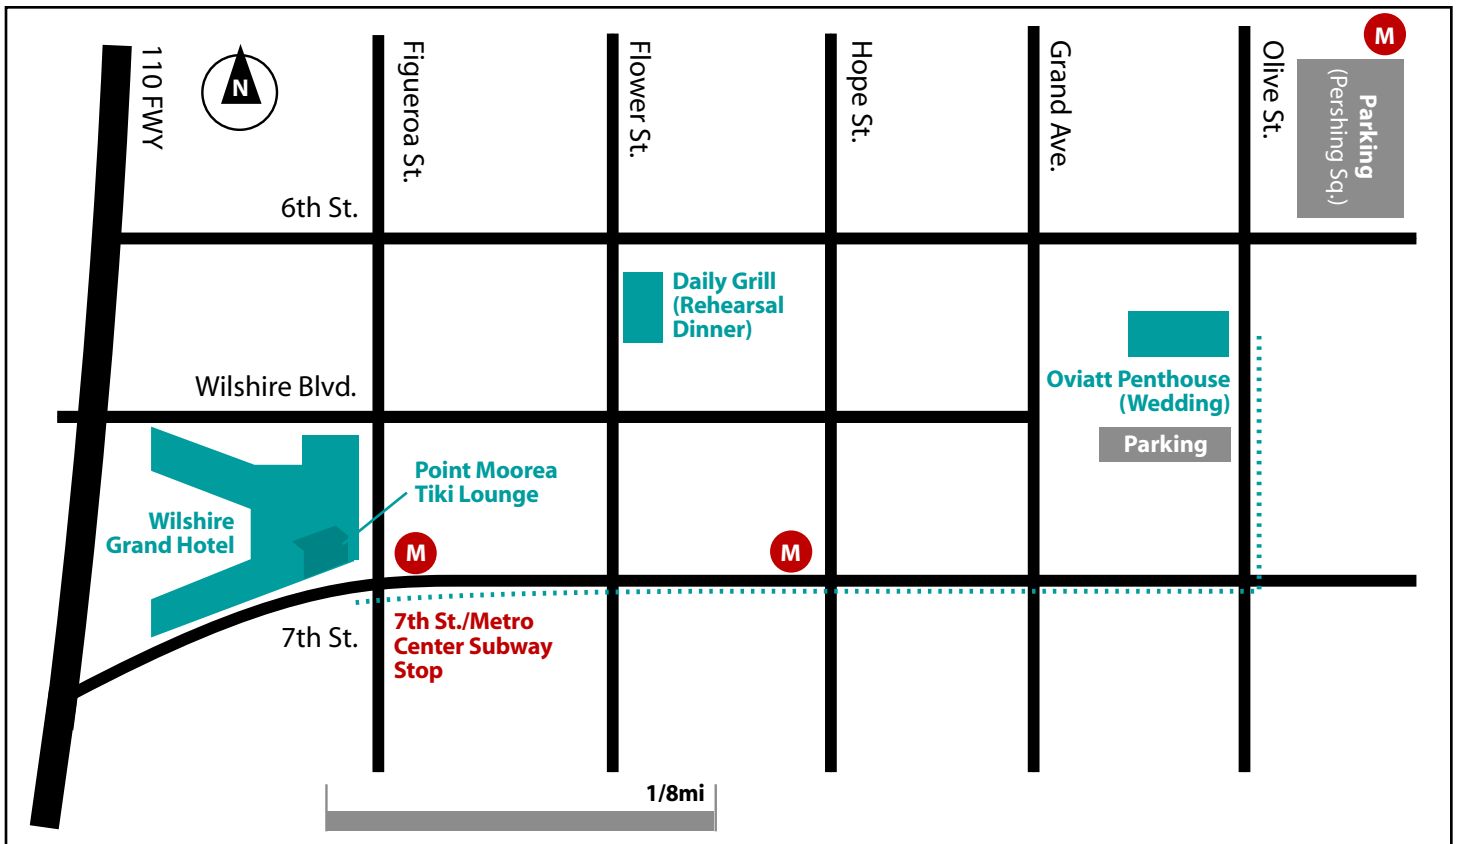 110 FWY
N
Figueroa St.
Flower St.
Hope St.
Grand Ave.
Olive St.
M
Parking
(Pershing Sq.)
6th St.
Daily Grill
(Rehearsal
Dinner)
Wilshire Blvd.
Oviatt Penthouse
(Wedding)
Parking
Point Moorea
Tiki Lounge
Wilshire
Grand Hotel
M
M
7th St.
7th St./Metro
Center Subway
Stop
1/8mi